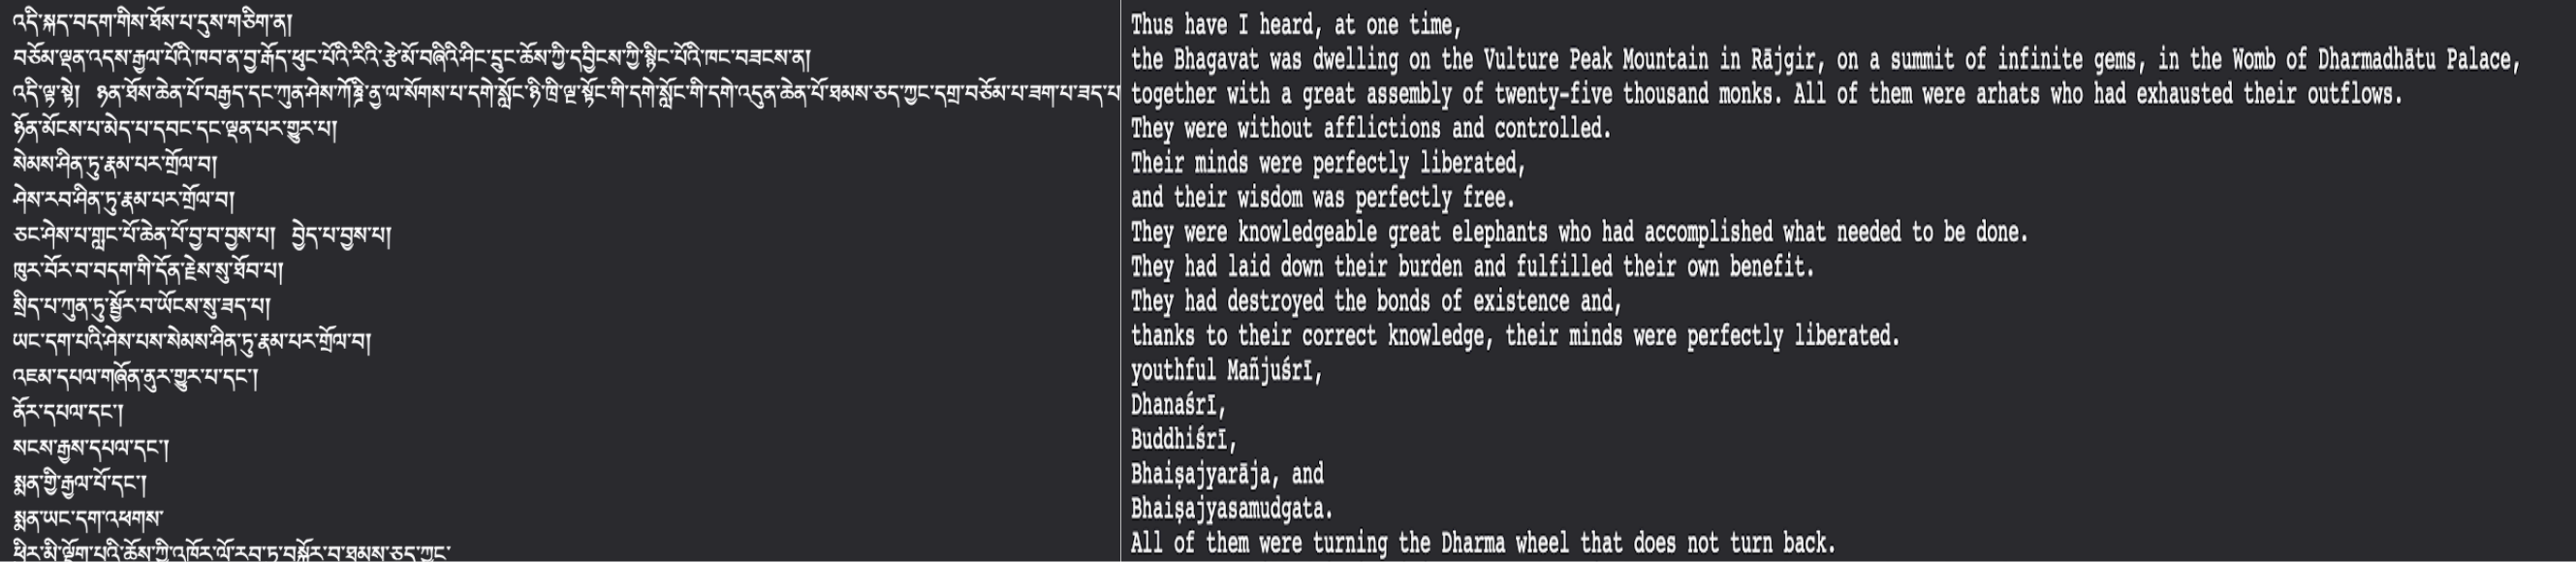 འདི་སྐད་བདག་གིས་ཐོས་པ་དུས་གཅིག་ན།
བཅོམ་ལྡན་འདས་རྒྱལ་པོའི་ཁབ་ན་བྱ་རྒོད་ཕུང་པོའི་རིའི་རྩེ་མོ་བཞིའི་ཤིང་དྲུང་ཆོས་ཀྱི་དབྱིངས་ཀྱི་སྙིང་པོའི་ཁང་བཟངས་ན།
འདི་ལྟ་སྟེ། ཉན་ཐོས་ཆེན་པོ་བརྒྱད་དང་ཀུན་ཤེས་ཀཽཎྜི་ནྱ་ལ་སོགས་པ་དགེ་སློང་ཉི་ཁྲི་ལྔ་སྟོང་གི་དགེ་སློང་གི་དགེ་འདུན་ཆེན་པོ་ཐམས་ཅད་ཀྱང་དགྲ་བཅོམ་པ་ཟག་པ་ཟད་པ
ཉོན་མོངས་པ་མེད་པ་དབང་དང་ལྡན་པར་གྱུར་པ།
སེམས་ཤིན་ཏུ་རྣམ་པར་གྲོལ་བ།
ཤེས་རབ་ཤིན་ཏུ་རྣམ་པར་གྲོལ་བ།
ཅང་ཤེས་པ་གླང་པོ་ཆེན་པོ་བྱ་བ་བྱས་པ། བྱེད་པ་བྱས་པ།
ཁུར་བོར་བ་བདག་གི་དོན་རྗེས་སུ་ཐོབ་པ།
སྲིད་པ་ཀུན་ཏུ་སྦྱོར་བ་ཡོངས་སུ་ཟད་པ།
ཡང་དག་པའི་ཤེས་པས་སེམས་ཤིན་ཏུ་རྣམ་པར་གྲོལ་བ།
འཇམ་དཔལ་གཞོན་ནུར་གྱུར་པ་དང་།
ནོར་དཔལ་དང་།
སངས་རྒྱས་དཔལ་དང་།
སྨན་གྱི་རྒྱལ་པོ་དང་།
སྨན་ཡང་དག་འཕགས་
ཕྱིར་མི་ལྡོག་པའི་ཆོས་ཀྱི་འཁོར་ལོ་རབ་ཏུ་བསྐོར་བ་ཐམས་ཅད་ཀྱང་
Thus have I heard, at one time,
the Bhagavat was dwelling on the Vulture Peak Mountain in Rājgir, on a summit of infinite gems, in the Womb of Dharmadhātu Palace,
together with a great assembly of twenty-five thousand monks. All of them were arhats who had exhausted their outflows.
They were without afflictions and controlled.
Their minds were perfectly liberated,
and their wisdom was perfectly free.
They were knowledgeable great elephants who had accomplished what needed to be done.
They had laid down their burden and fulfilled their own benefit.
They had destroyed the bonds of existence and,
thanks to their correct knowledge, their minds were perfectly liberated.
youthful Mañjuśrī,
Dhanaśrī,
Buddhiśrī,
Bhaiṣajyarāja, and
Bhaiṣajyasamudgata.
All of them were turning the Dharma wheel that does not turn back.